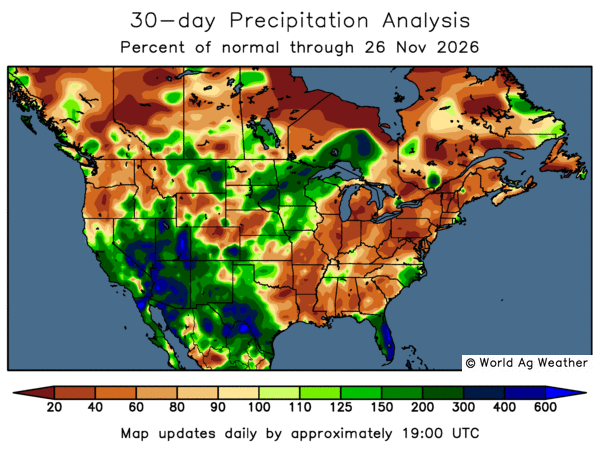 30-day Precipitation Analysis
Percent of normal through 26 Nov 2026
© World Ag Weather
20 40 60 80 90 100 110 125 150 200 300 400 600
Map updates daily by approximately 19:00 UTC